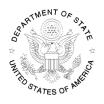 DEPARTMENT OF STATE
UNITED STATES OF AMERICA